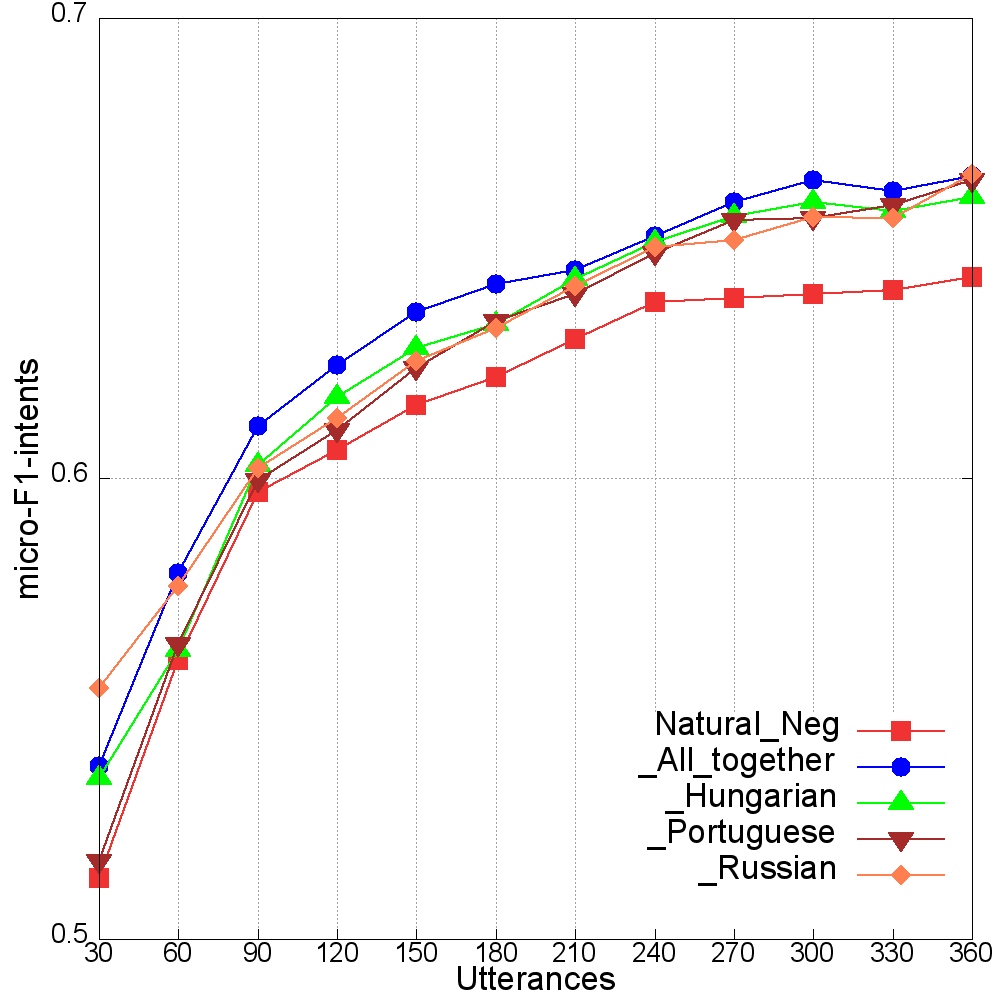 0.7
0.6
0.5
micro-F1-intents
Natural_Neg
_All_together
_Hungarian
_Portuguese
_Russian
30 60 90 120 150 180 210 240 270 300 330 360
Utterances